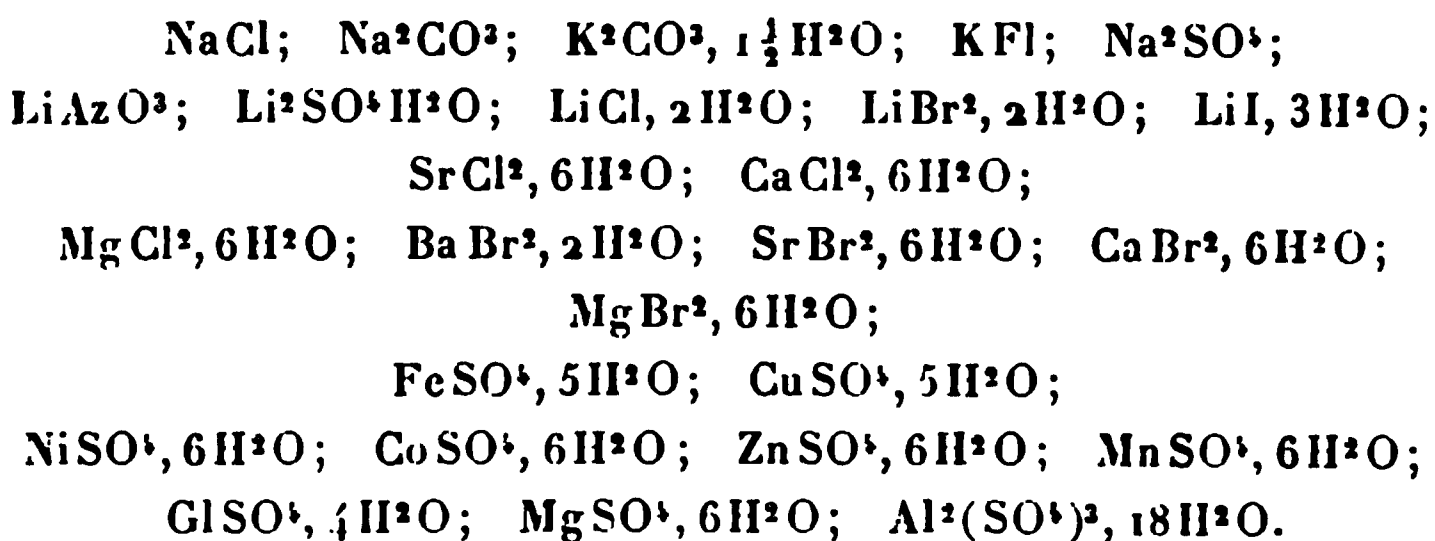 NaCl; Na²CO³; K²CO³, 1½H²O; KFl; Na²SO⁴;
LiAzO³; Li²SO⁴H²O; LiCl, 2H²O; LiBr², 2H²O; LiI, 3H²O;
SrCl², 6H²O; CaCl², 6H²O;
MgCl², 6H²O; BaBr², 2H²O; SrBr², 6H²O; CaBr², 6H²O;
MgBr², 6H²O;
FeSO⁴, 5H²O; CuSO⁴, 5H²O;
NiSO⁴, 6H²O; CoSO⁴, 6H²O; ZnSO⁴, 6H²O; MnSO⁴, 6H²O;
GlSO⁴, 4H²O; MgSO⁴, 6H²O; Al²(SO⁴)³, 18H²O.